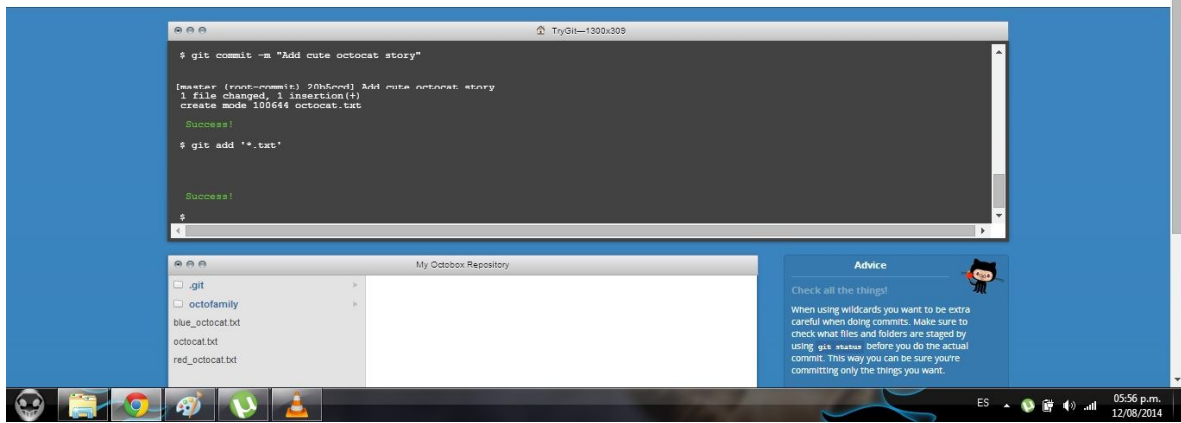 TryGit—1300x309
$ git commit -m "Add cute octocat story"
[master (root-commit) 20b5ccd] Add cute octocat story
1 file changed, 1 insertion(+)
create mode 100644 octocat.txt
Success!
$ git add '*.txt'
Success!
$
My Octobox Repository
.git
octofamily
blue_octocat.txt
octocat.txt
red_octocat.txt
Advice
Check all the things!
When using wildcards you want to be extra
careful when doing commits. Make sure to
check what files and folders are staged by
using git status before you do the actual
commit. This way you can be sure you're
committing only the things you want.
ES
05:56 p.m.
12/08/2014